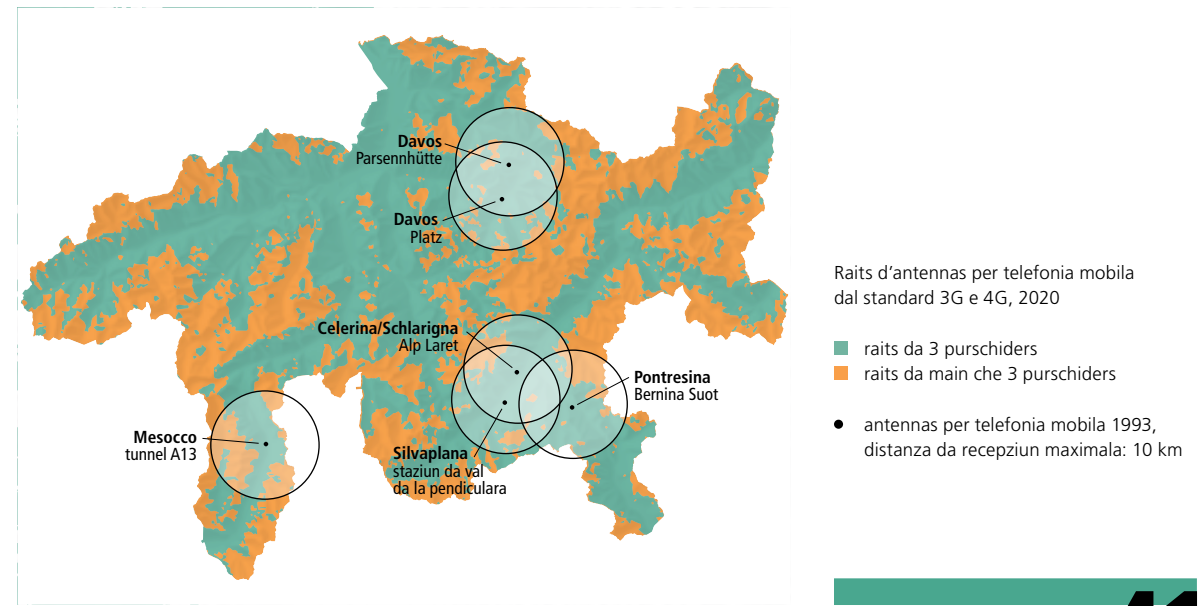 Davos
Parsennhütte
Davos
Platz
Celerina/Schlarigna
Alp Laret
Pontresina
Bernina Suot
Mesocco
tunnel A13
Silvaplana
staziun da val
da la pendiculara
Raits d’antennas per telefonia mobila
dal standard 3G e 4G, 2020
raits da 3 purschiders
raits da main che 3 purschiders
antennas per telefonia mobila 1993,
distanza da recepziun maximala: 10 km